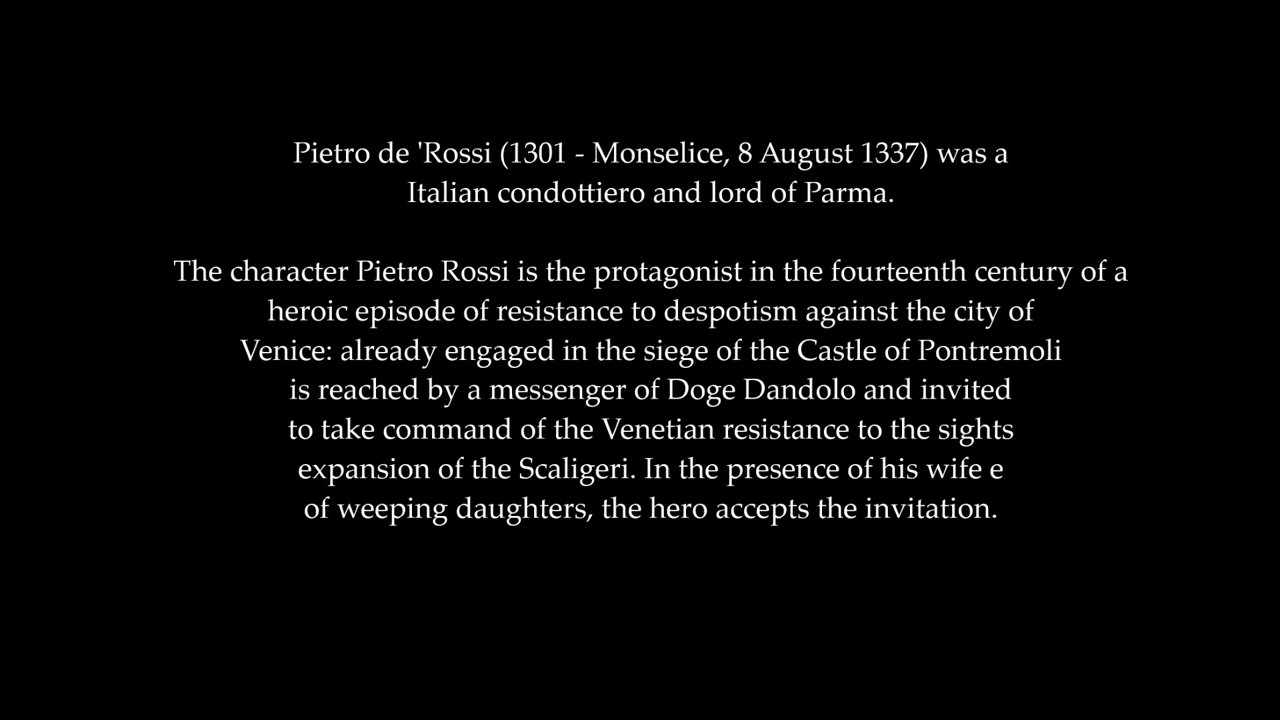 Pietro de 'Rossi (1301 - Monselice, 8 August 1337) was a
Italian condottiero and lord of Parma.
The character Pietro Rossi is the protagonist in the fourteenth century of a
heroic episode of resistance to despotism against the city of
Venice: already engaged in the siege of the Castle of Pontremoli
is reached by a messenger of Doge Dandolo and invited
to take command of the Venetian resistance to the sights
expansion of the Scaligeri. In the presence of his wife e
of weeping daughters, the hero accepts the invitation.